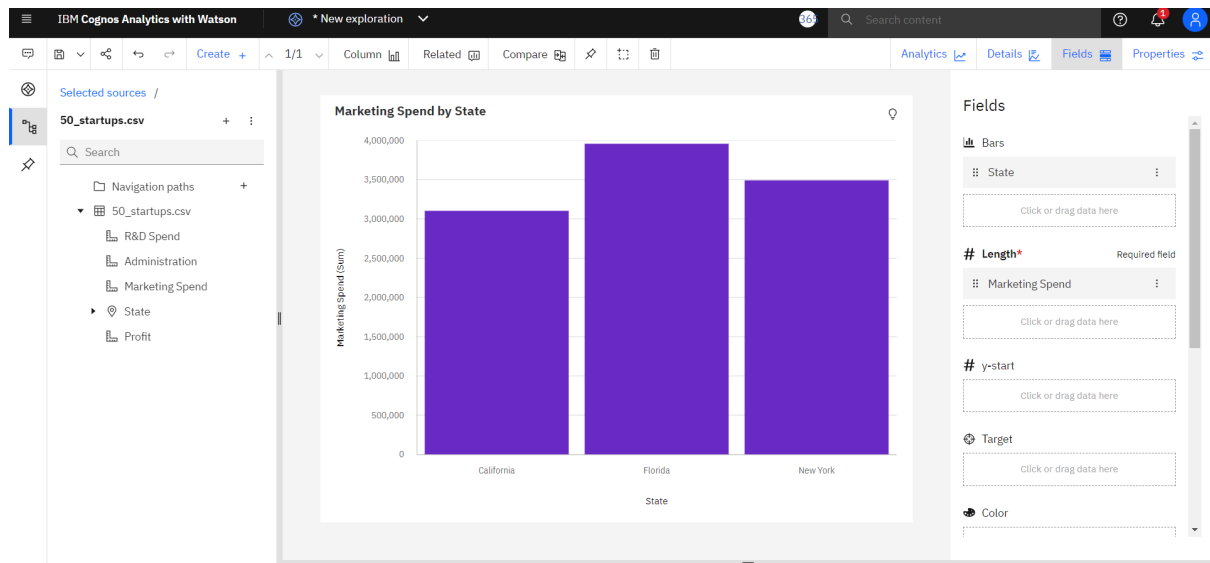 IBM Cognos Analytics with Watson
* New exploration
365
Search content
1
Create +
1/1
Column
Related
Compare
Analytics
Details
Fields
Properties
Selected sources /
50_startups.csv
Search
Navigation paths
50_startups.csv
R&D Spend
Administration
Marketing Spend
State
Profit
Marketing Spend by State
Marketing Spend (Sum)
4,000,000
3,500,000
3,000,000
2,500,000
2,000,000
1,500,000
1,000,000
500,000
0
California Florida New York
State
Fields
Bars
State
Click or drag data here
# Length* Required field
Marketing Spend
Click or drag data here
# y-start
Click or drag data here
Target
Click or drag data here
Color